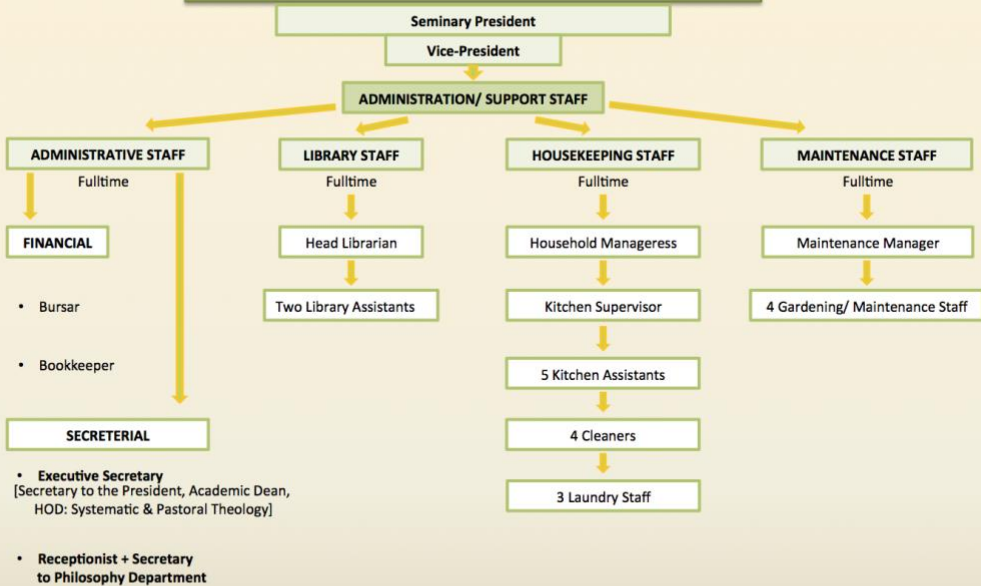 Seminary President
Vice-President
ADMINISTRATION/ SUPPORT STAFF
ADMINISTRATIVE STAFF
Fulltime
FINANCIAL
• Bursar
• Bookkeeper
SECRETERIAL
• Executive Secretary
[Secretary to the President, Academic Dean,
HOD: Systematic & Pastoral Theology]
• Receptionist + Secretary
to Philosophy Department
LIBRARY STAFF
Fulltime
Head Librarian
Two Library Assistants
HOUSEKEEPING STAFF
Fulltime
Household Manageress
Kitchen Supervisor
5 Kitchen Assistants
4 Cleaners
3 Laundry Staff
MAINTENANCE STAFF
Fulltime
Maintenance Manager
4 Gardening/ Maintenance Staff